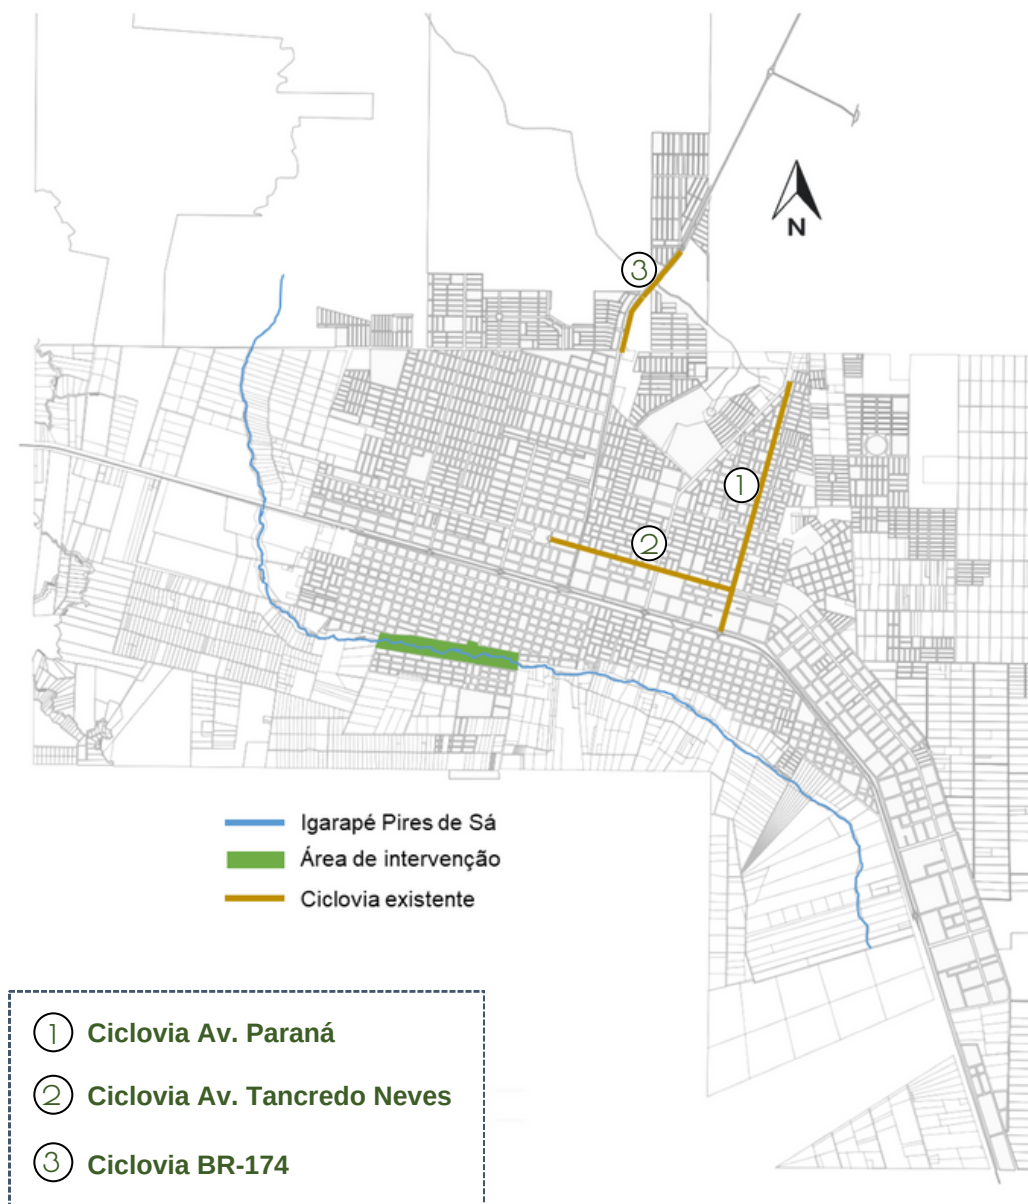 N
3
1
2
Igarapé Pires de Sá
Área de intervenção
Ciclovia existente
1 Ciclovia Av. Paraná
2 Ciclovia Av. Tancredo Neves
3 Ciclovia BR-174